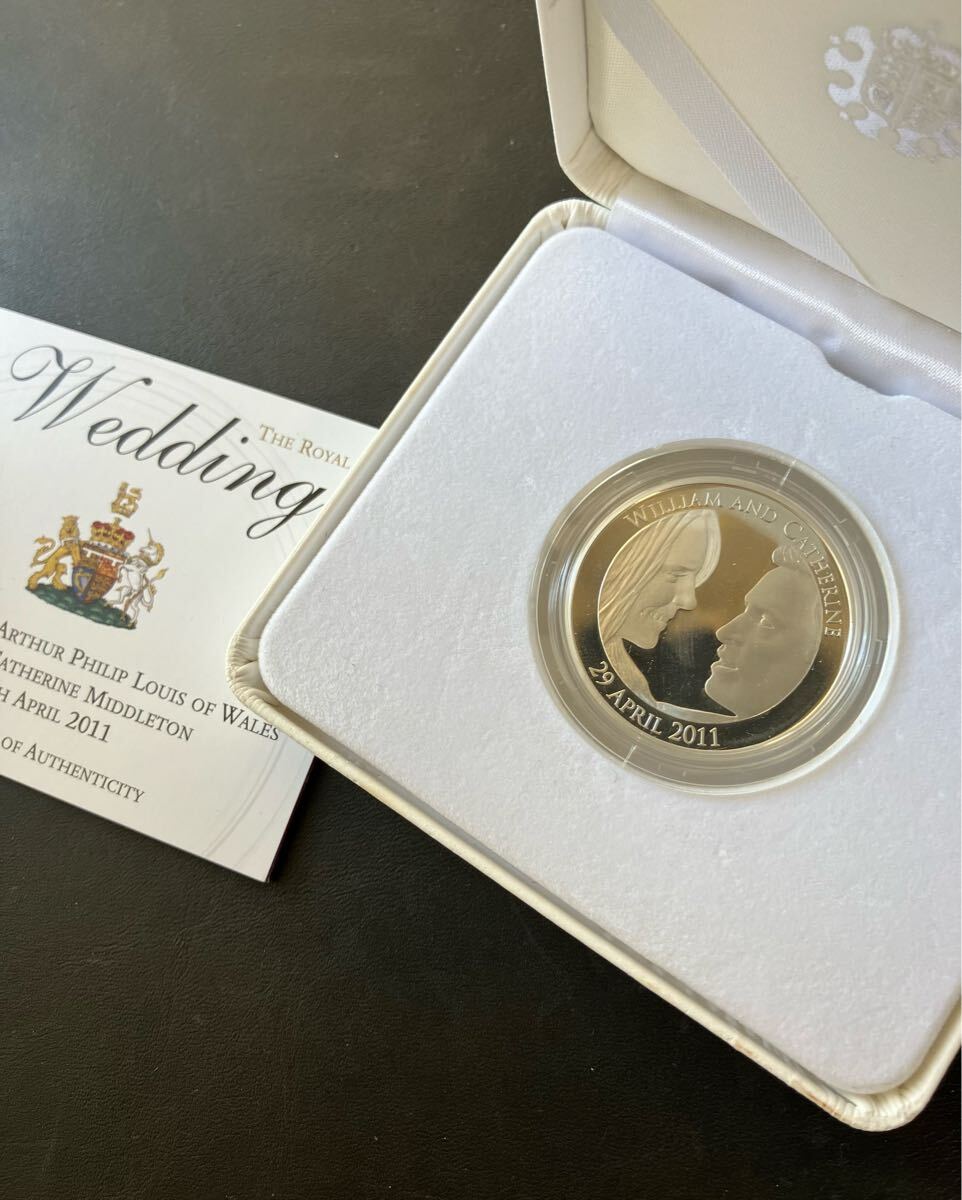 THE ROYAL
Wedding
ARTHUR PHILIP LOUIS OF WALES
CATHERINE MIDDLETON
APRIL 2011
OF AUTHENTICITY
WILLIAM AND CATHERINE
29 APRIL 2011